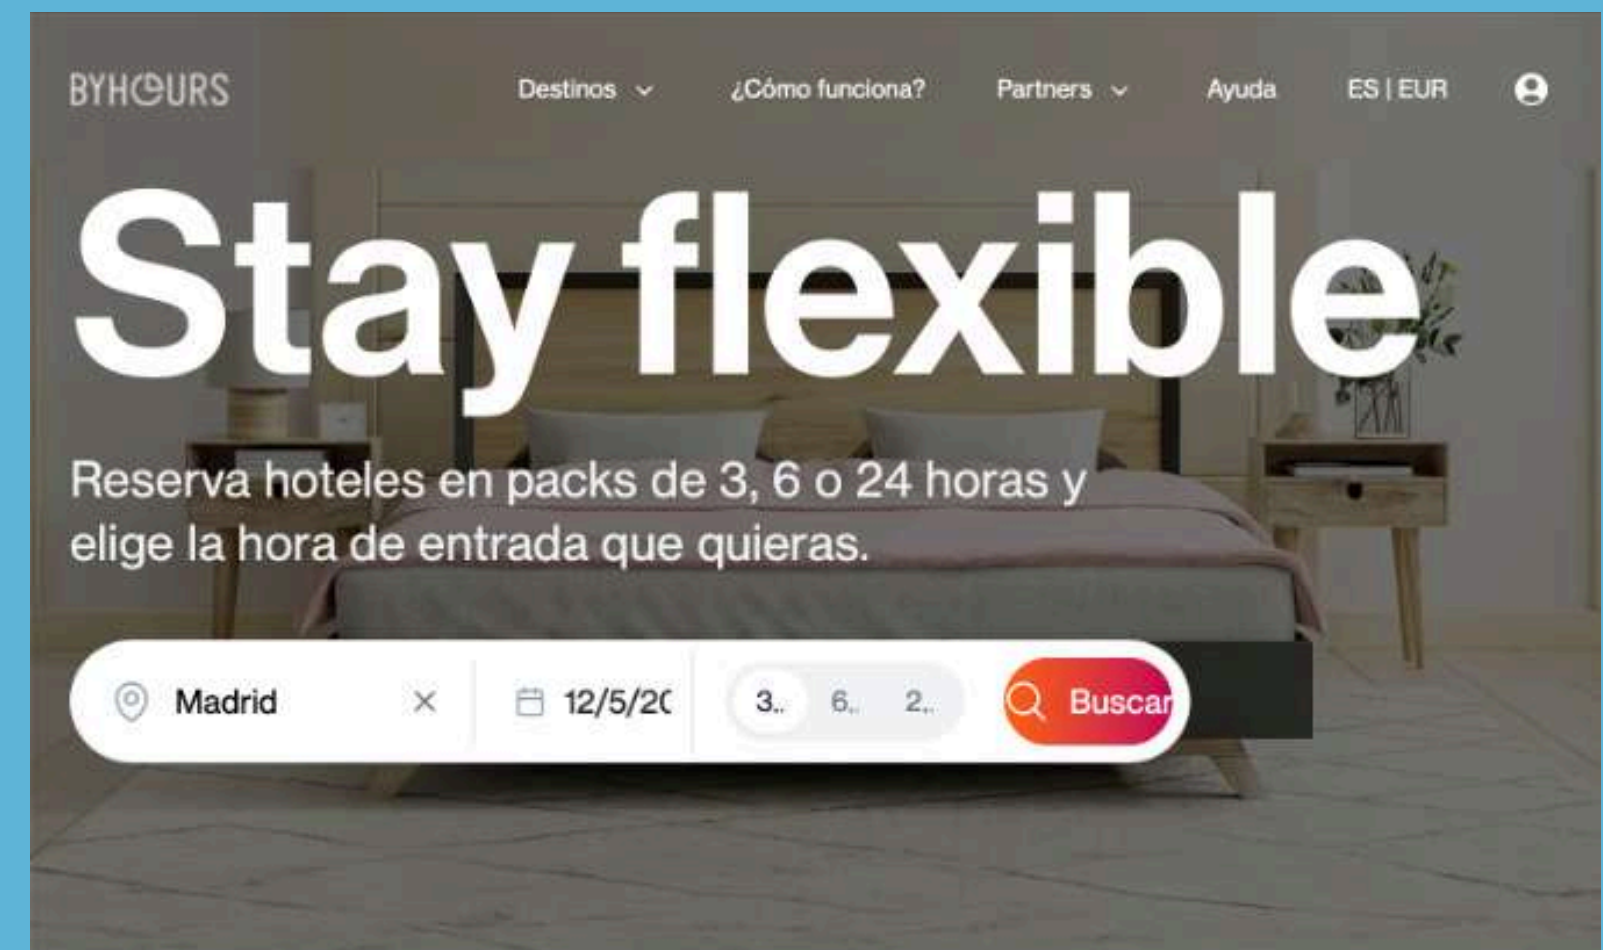 BYHOURS
Destinos
¿Cómo funciona?
Partners
Ayuda
ES | EUR
Stay flexible
Reserva hoteles en packs de 3, 6 o 24 horas y
elige la hora de entrada que quieras.
Madrid
12/5/20
3..
6..
2..
Buscar